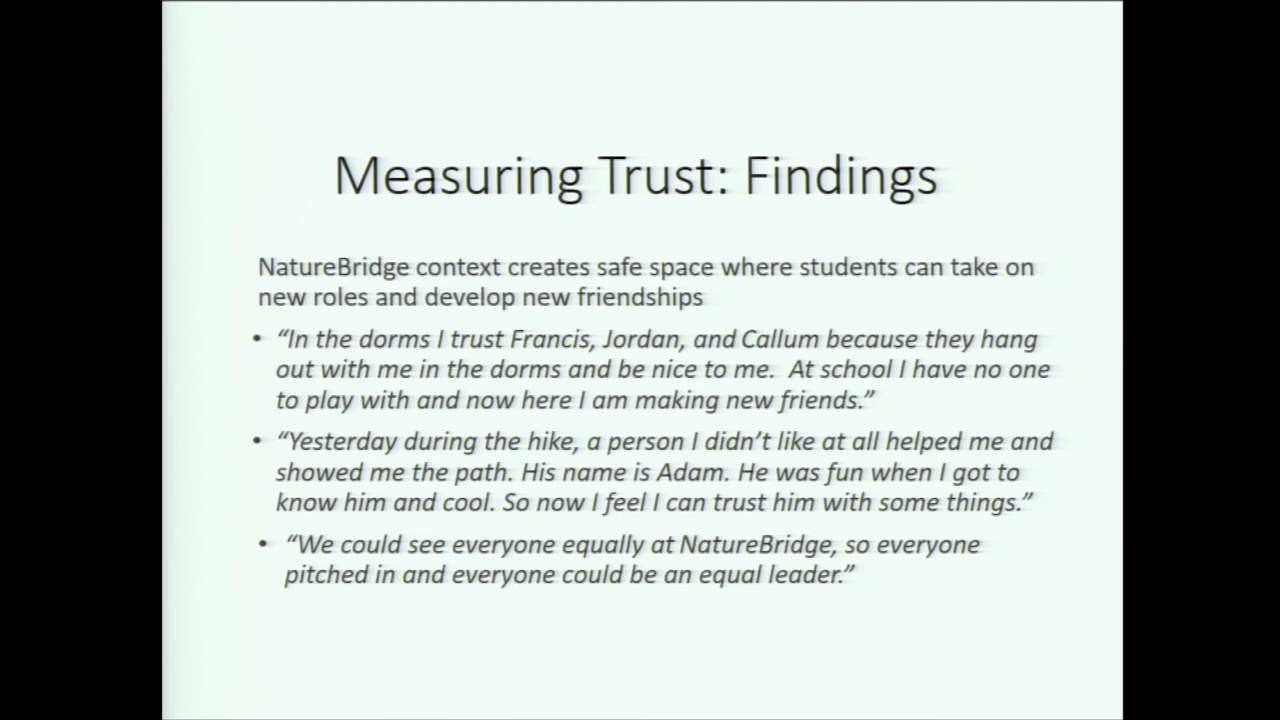 Measuring Trust: Findings
NatureBridge context creates safe space where students can take on
new roles and develop new friendships
• “In the dorms I trust Francis, Jordan, and Callum because they hang
out with me in the dorms and be nice to me.  At school I have no one
to play with and now here I am making new friends.”
• “Yesterday during the hike, a person I didn’t like at all helped me and
showed me the path. His name is Adam. He was fun when I got to
know him and cool. So now I feel I can trust him with some things.”
• “We could see everyone equally at NatureBridge, so everyone
pitched in and everyone could be an equal leader.”